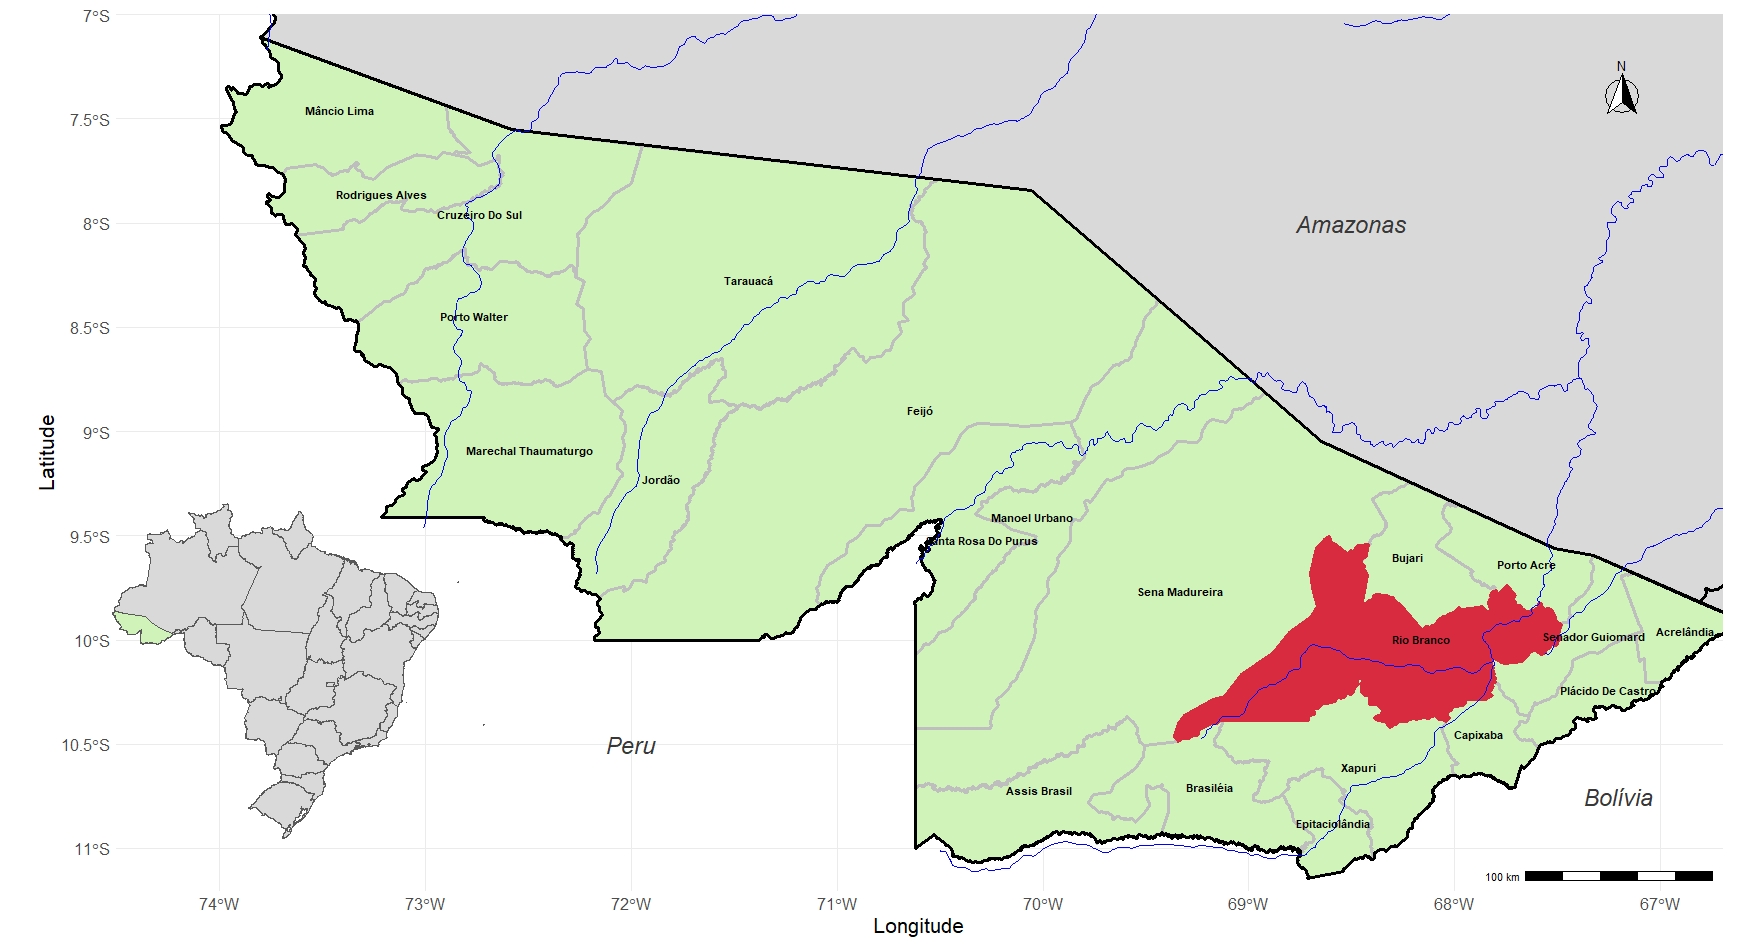 7°S
N
Mâncio Lima
7.5°S
Rodrigues Alves
Cruzeiro Do Sul
8°S
Amazonas
Tarauacá
Porto Walter
8.5°S
Feijó
9°S
Marechal Thaumaturgo
Jordão
Latitude
Manoel Urbano
9.5°S
Rosa Do Purus
Bujari
Porto Acre
Sena Madureira
10°S
Rio Branco
Senador Guiomard
Acrelândia
Plácido De Castro
10.5°S
Peru
Capixaba
Xapuri
Assis Brasil
Brasiléia
Bolívia
Epitaciolândia
11°S
100 km
74°W
73°W
72°W
71°W
70°W
69°W
68°W
67°W
Longitude